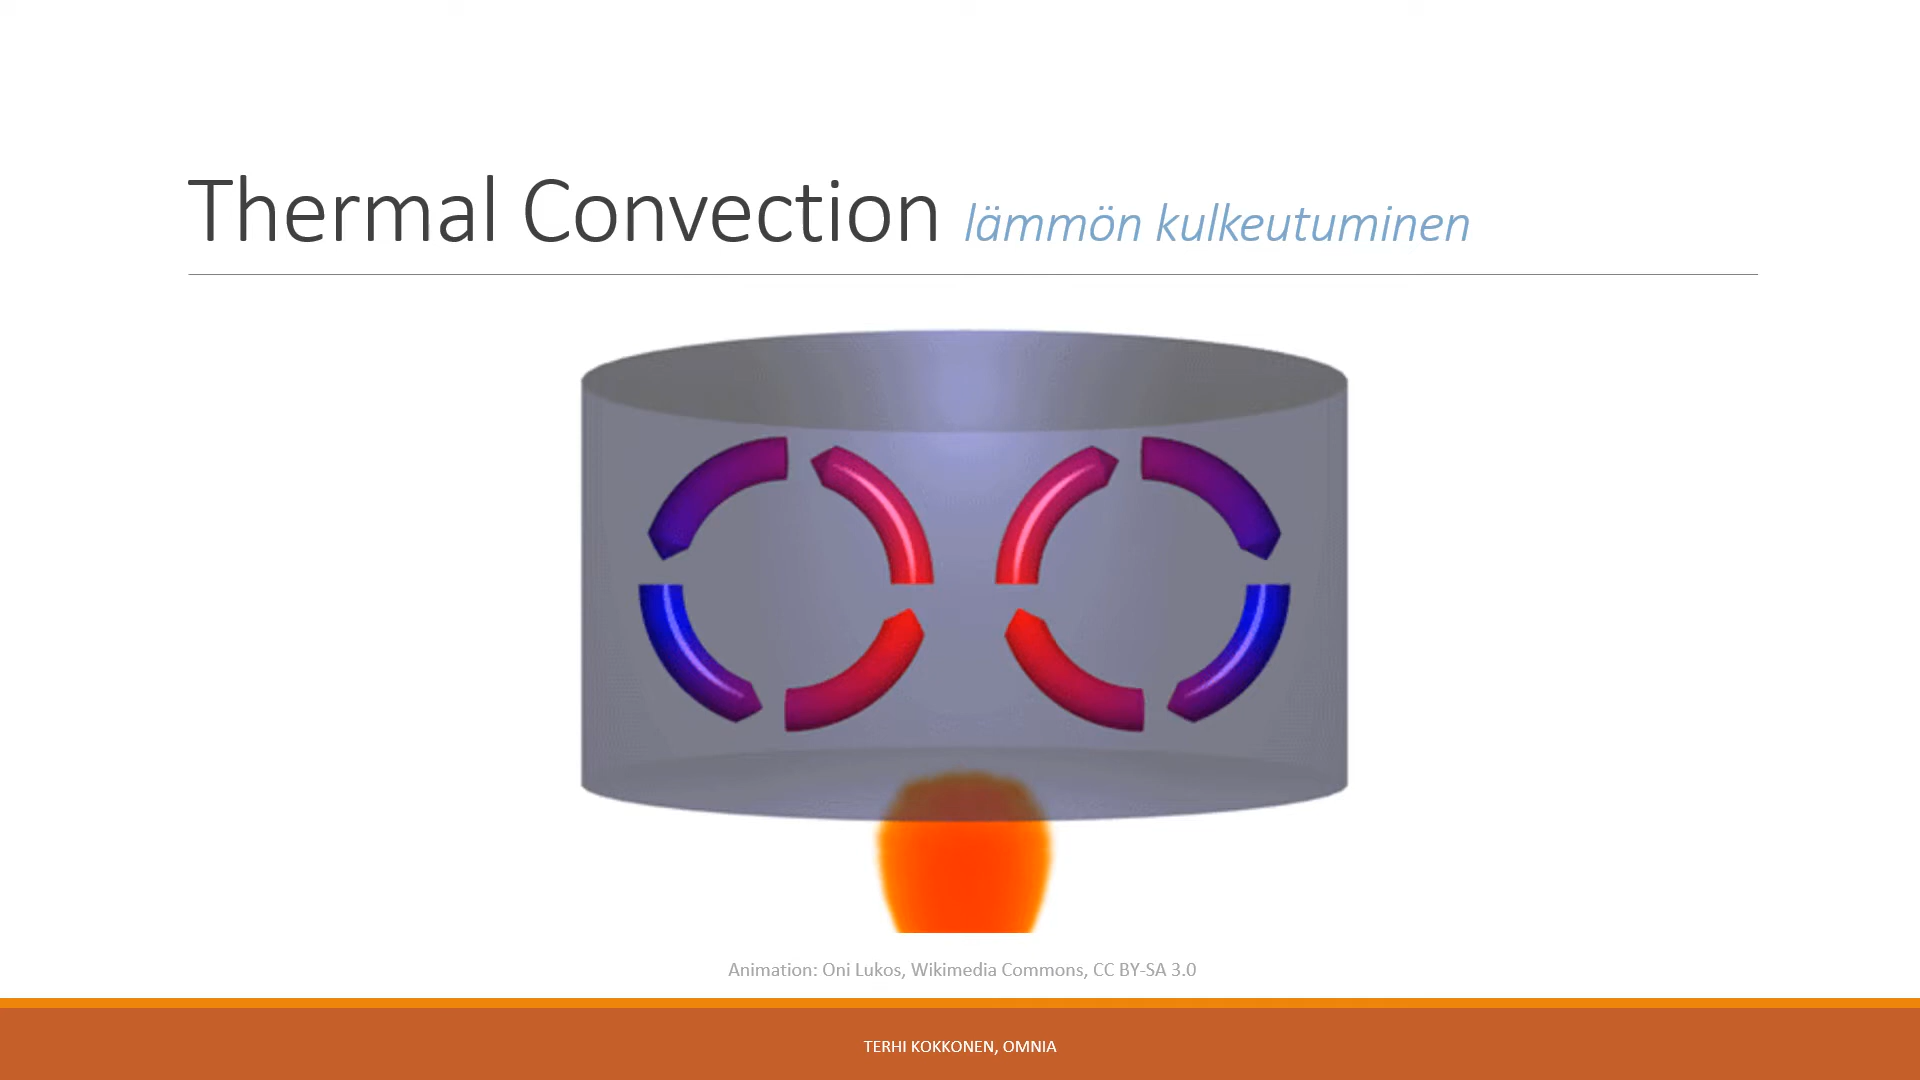 Thermal Convection lämmön kulkeutuminen
Animation: Oni Lukos, Wikimedia Commons, CC BY-SA 3.0
TERHI KOKKONEN, OMNIA